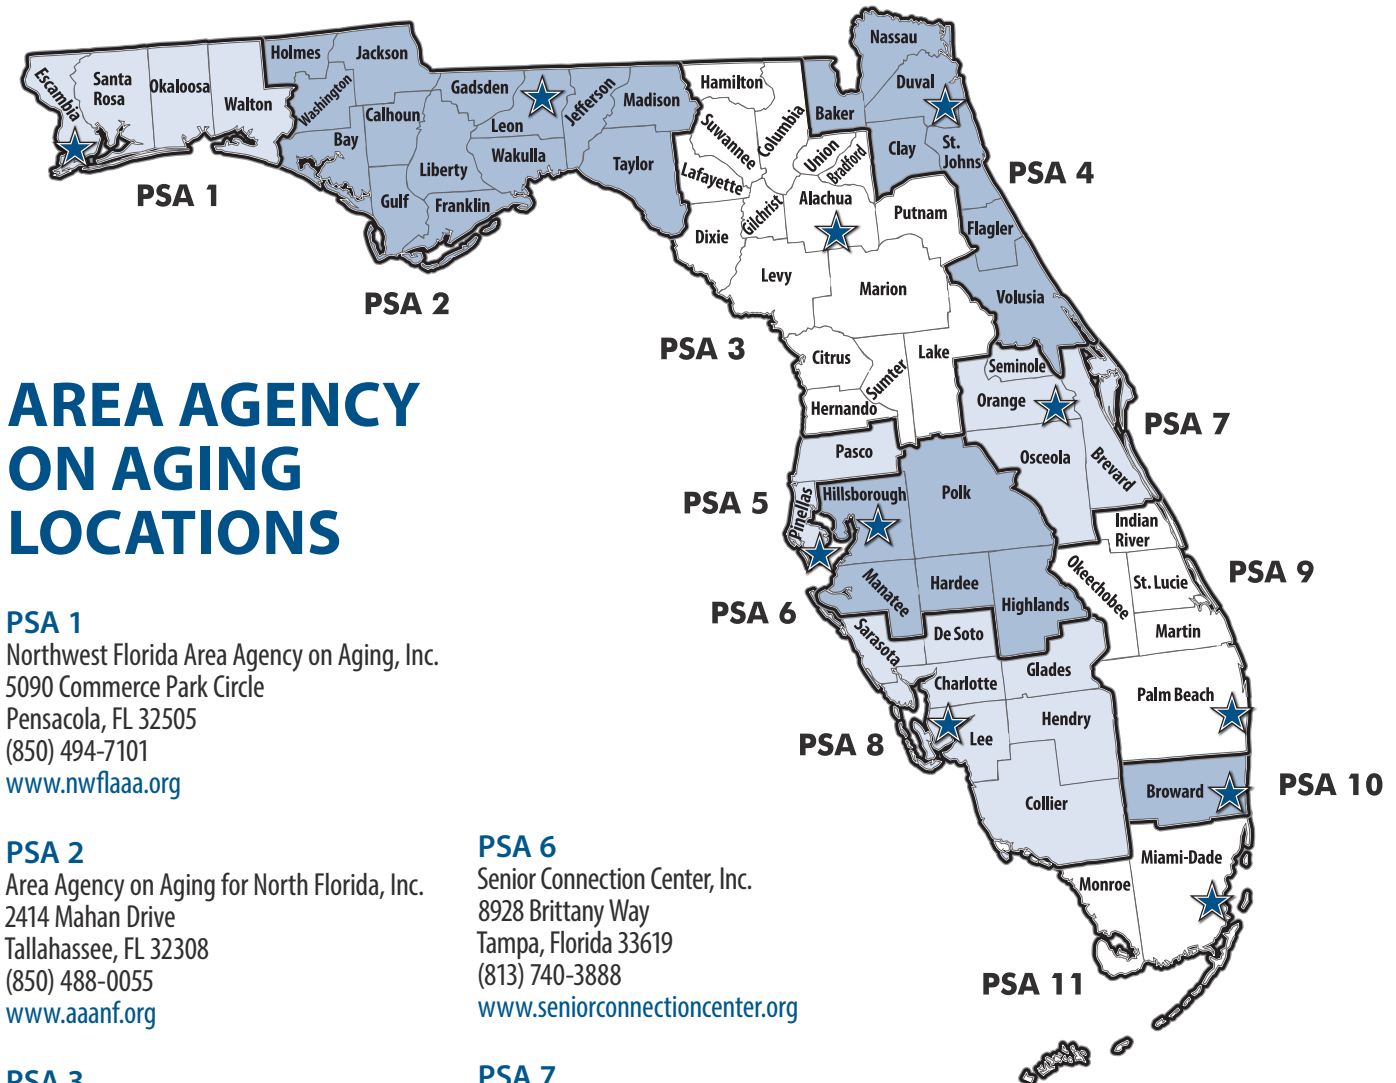 Nassau
Holmes
Jackson
Escambia
Santa
Rosa
Okaloosa
Walton
Washington
Gadsden
Leon
Jefferson
Madison
Hamilton
Duval
Baker
Calhoun
Bay
Liberty
Wakulla
Taylor
Suwannee
Columbia
Union
Bradford
Clay
St.
Johns
Lafayette
Gulf
Franklin
Gilchrist
Alachua
Putnam
Dixie
Flagler
Levy
Marion
Volusia
PSA 1
PSA 2
PSA 3
PSA 4
Citrus
Sumter
Lake
Seminole
Hernando
Orange
PSA 7
Pasco
Osceola
Brevard
PSA 5
Pinellas
Hillsborough
Polk
Indian
River
Okeechobee
St. Lucie
PSA 9
PSA 6
Manatee
Hardee
Highlands
Martin
Sarasota
De Soto
Charlotte
Glades
Palm Beach
PSA 8
Lee
Hendry
Collier
Broward
PSA 10
Miami-Dade
Monroe
PSA 11
AREA AGENCY
ON AGING
LOCATIONS
PSA 1
Northwest Florida Area Agency on Aging, Inc.
5090 Commerce Park Circle
Pensacola, FL 32505
(850) 494-7101
www.nwflaaa.org
PSA 2
Area Agency on Aging for North Florida, Inc.
2414 Mahan Drive
Tallahassee, FL 32308
(850) 488-0055
www.aaanf.org
PSA 3
PSA 6
Senior Connection Center, Inc.
8928 Brittany Way
Tampa, Florida 33619
(813) 740-3888
www.seniorconnectioncenter.org
PSA 7